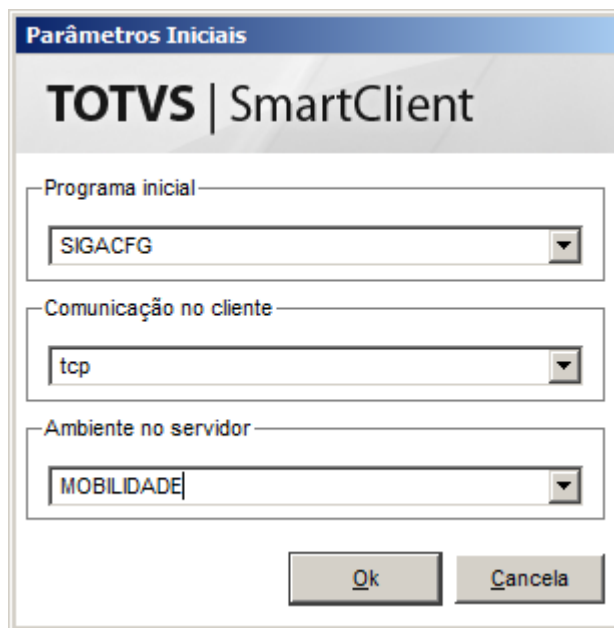 Parâmetros Iniciais
TOTVS | SmartClient
Programa inicial
SIGACFG
Comunicação no cliente
tcp
Ambiente no servidor
MOBILIDADE
Ok Cancela